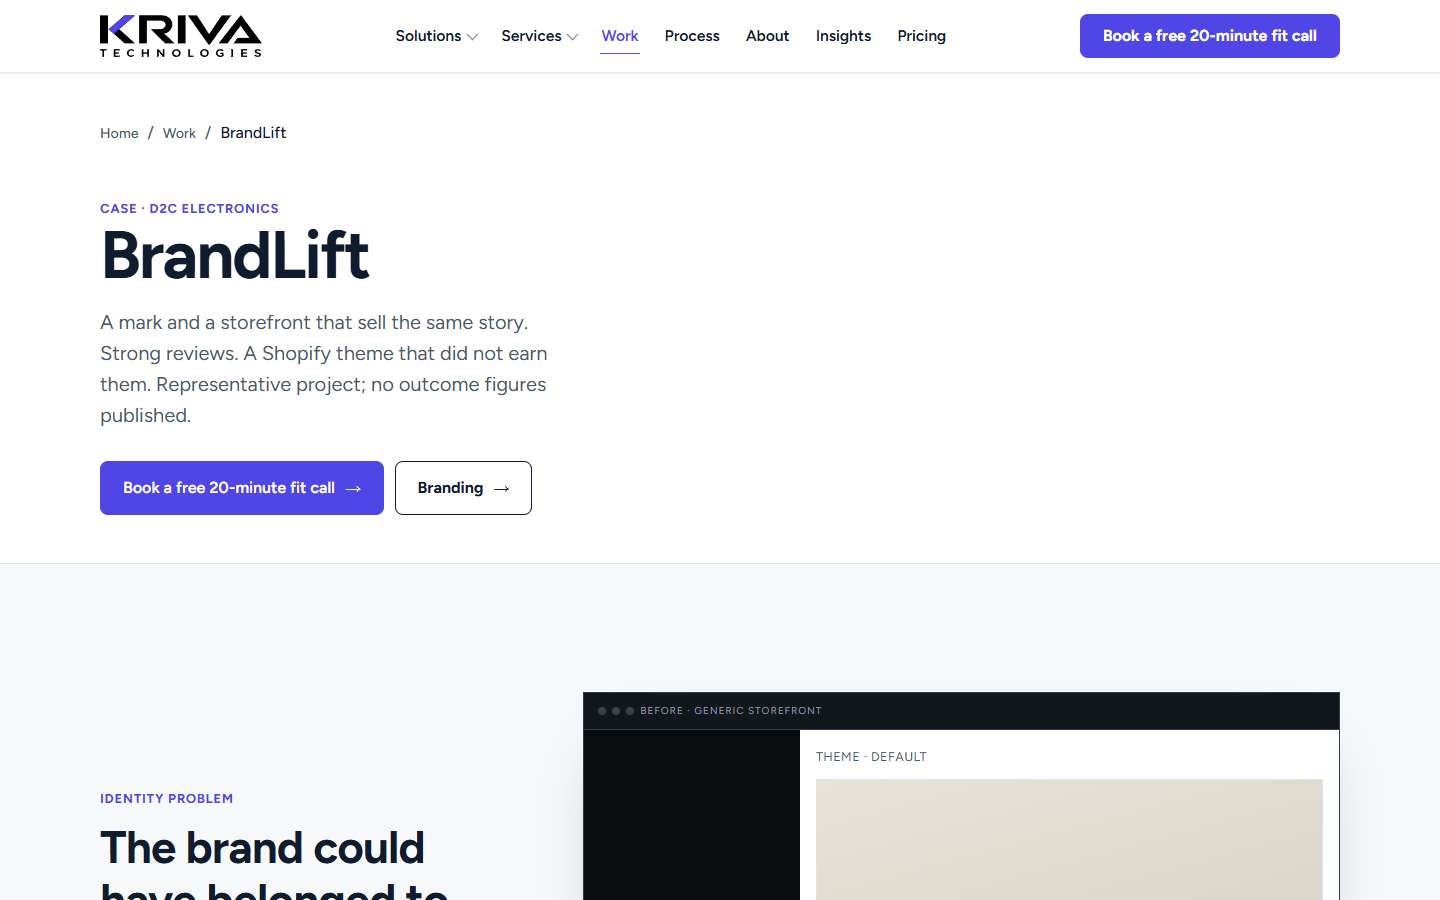 KRIVA
TECHNOLOGIES
Solutions
Services
Work
Process
About
Insights
Pricing
Book a free 20-minute fit call
Home / Work / BrandLift
CASE · D2C ELECTRONICS
BrandLift
A mark and a storefront that sell the same story.
Strong reviews. A Shopify theme that did not earn
them. Representative project; no outcome figures
published.
Book a free 20-minute fit call →
Branding →
BEFORE · GENERIC STOREFRONT
THEME · DEFAULT
IDENTITY PROBLEM
The brand could
have belonged to